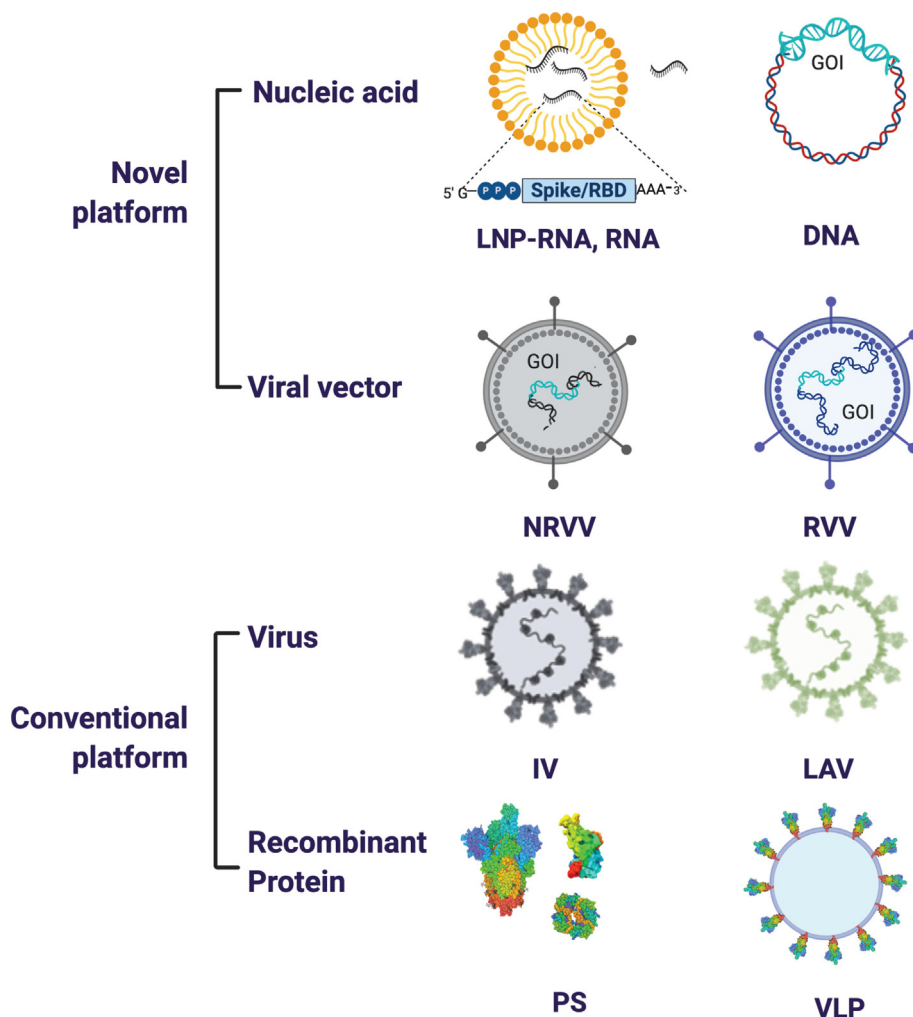 Nucleic acid
GOI
Novel
platform
5' G
P P P
Spike/RBD
AAA
3'
LNP-RNA, RNA
DNA
Viral vector
GOI
GOI
NRVV
RVV
Virus
Conventional
platform
IV
LAV
Recombinant
Protein
PS
VLP